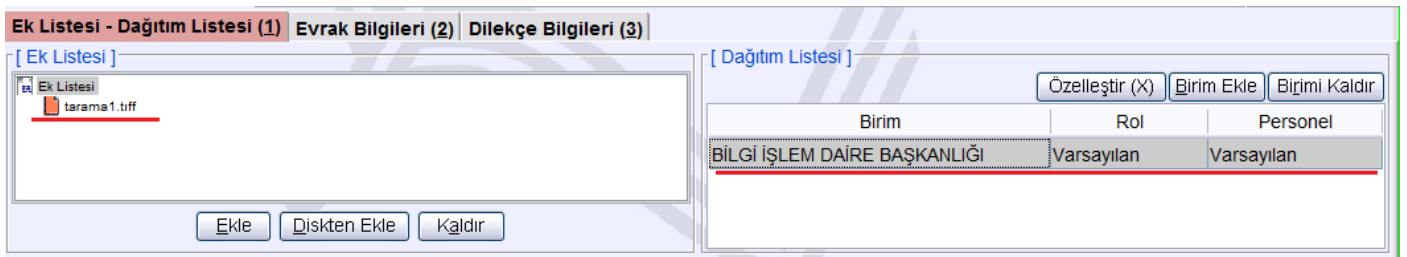 Ek Listesi - Dağıtım Listesi (1) Evrak Bilgileri (2) Dilekçe Bilgileri (3)
[ Ek Listesi ]
Ek Listesi
tarama1.tiff
Ekle Diskten Ekle Kaldır
[ Dağıtım Listesi ]
Özelleştir (X) Birim Ekle Birimi Kaldır
Birim Rol Personel
BİLGİ İŞLEM DAİRE BAŞKANLIĞI Varsayılan Varsayılan